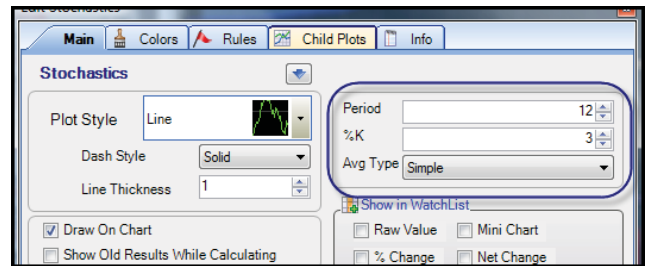 Edit Stochastics
Main Colors Rules Child Plots Info
Stochastics
Plot Style Line
Dash Style Solid
Line Thickness 1
Draw On Chart
Show Old Results While Calculating
Period 12
%K 3
Avg Type Simple
Show in WatchList
Raw Value Mini Chart
% Change Net Change